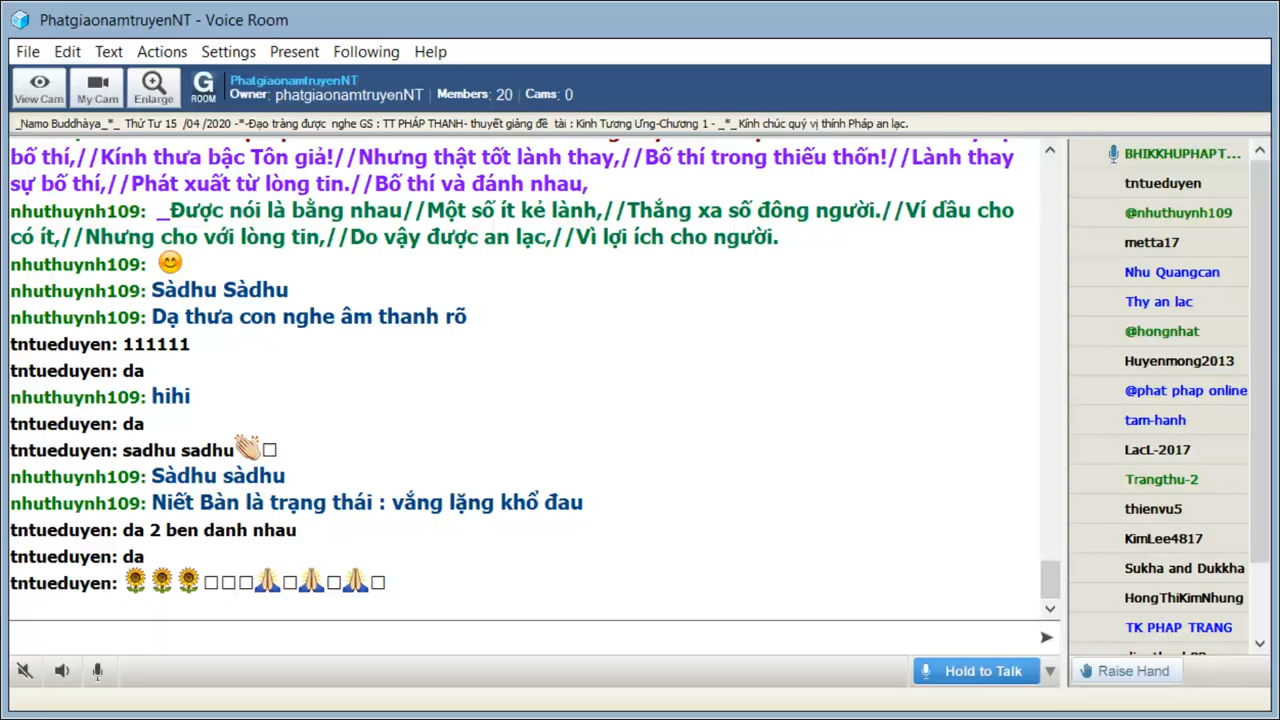 PhatgiaonamtruyenNT - Voice Room
File Edit Text Actions Settings Present Following Help
View Cam My Cam Enlarge G ROOM PhatgiaonamtruyenNT
Owner: phatgiaonamtruyenNT | Members: 20 | Cams: 0
_Namo Buddhàya_*_ Thứ Tư 15 /04 /2020 -*-Đạo tràng được nghe GS : TT PHÁP THANH- thuyết giảng đề tài : Kinh Tương Ưng-Chương 1 - _*_ Kính chúc quý vị thính Pháp an lạc.
bố thí,//Kính thưa bậc Tôn giả!//Nhưng thật tốt lành thay,//Bố thí trong thiếu thốn!//Lành thay
sự bố thí,//Phát xuất từ lòng tin.//Bố thí và đánh nhau,
nhuthuynh109: _Được nói là bằng nhau//Một số ít kẻ lành,//Thắng xa số đông người.//Ví dầu cho
có ít,//Nhưng cho với lòng tin,//Do vậy được an lạc,//Vì lợi ích cho người.
nhuthuynh109: 😊
nhuthuynh109: Sàdhu Sàdhu
nhuthuynh109: Dạ thưa con nghe âm thanh rõ
tntueduyen: 111111
tntueduyen: da
nhuthuynh109: hihi
tntueduyen: da
tntueduyen: sadhu sadhu👏□
nhuthuynh109: Sàdhu sàdhu
nhuthuynh109: Niết Bàn là trạng thái : vắng lặng khổ đau
tntueduyen: da 2 ben danh nhau
tntueduyen: da
tntueduyen: 🌻🌻🌻□□□🙏□🙏□🙏□
Hold to Talk
BHIKKHUPHAPT...
tntueduyen
@nhuthuynh109
metta17
Nhu Quangcan
Thy an lac
@hongnhat
Huyenmong2013
@phat phap online
tam-hanh
LacL-2017
Trangthu-2
thienvu5
KimLee4817
Sukha and Dukkha
HongThiKimNhung
TK PHAP TRANG
Raise Hand